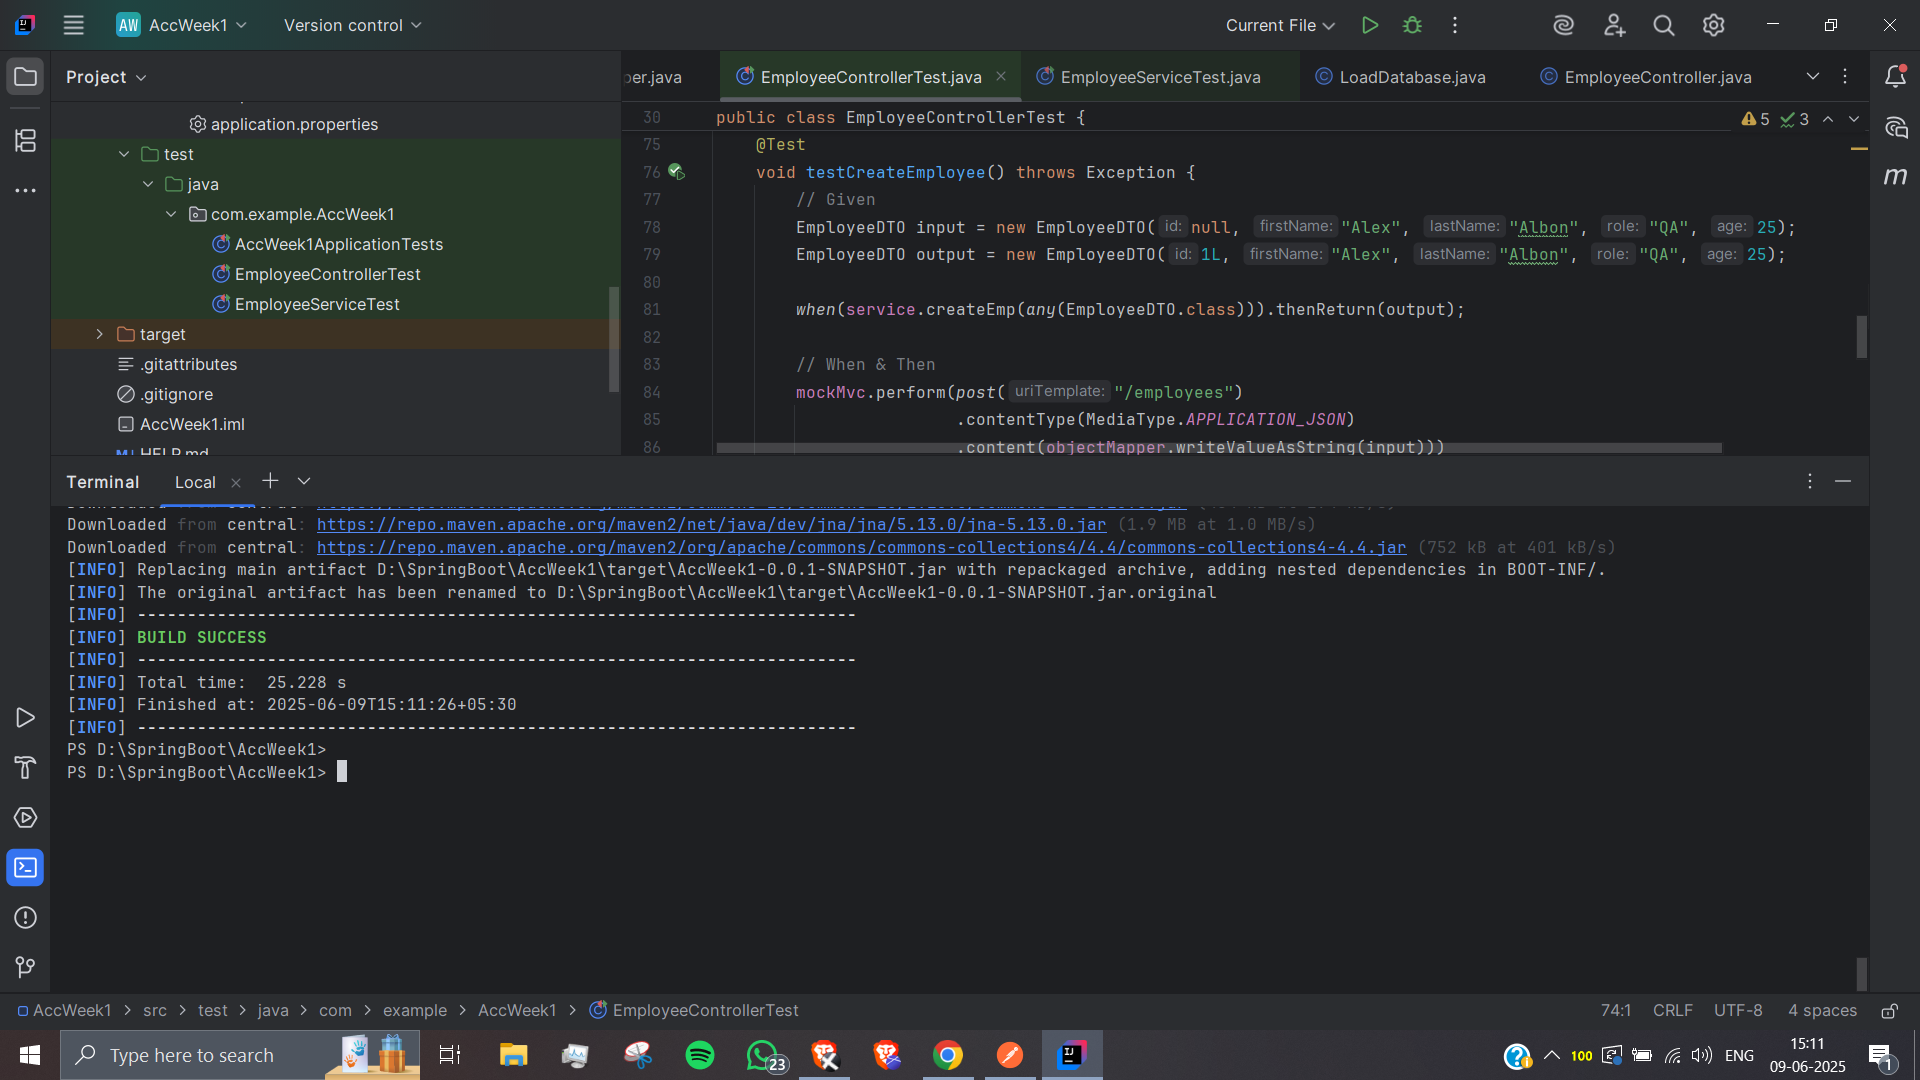 AW AccWeek1 Version control Current File
Project
application.properties
test
java
com.example.AccWeek1
AccWeek1ApplicationTests
EmployeeControllerTest
EmployeeServiceTest
target
.gitattributes
.gitignore
AccWeek1.iml
HELP.md
per.java EmployeeControllerTest.java EmployeeServiceTest.java LoadDatabase.java EmployeeController.java
30 public class EmployeeControllerTest { 5 3
75 @Test
76 void testCreateEmployee() throws Exception {
77 // Given
78 EmployeeDTO input = new EmployeeDTO( id: null, firstName: "Alex", lastName: "Albon", role: "QA", age: 25);
79 EmployeeDTO output = new EmployeeDTO( id: 1L, firstName: "Alex", lastName: "Albon", role: "QA", age: 25);
80
81 when(service.createEmp(any(EmployeeDTO.class))).thenReturn(output);
82
83 // When & Then
84 mockMvc.perform(post( uriTemplate: "/employees")
85 .contentType(MediaType.APPLICATION_JSON)
86 .content(objectMapper.writeValueAsString(input)))
Terminal Local
Downloaded from central: https://repo.maven.apache.org/maven2/net/java/dev/jna/jna/5.13.0/jna-5.13.0.jar (1.9 MB at 1.0 MB/s)
Downloaded from central: https://repo.maven.apache.org/maven2/org/apache/commons/commons-collections4/4.4/commons-collections4-4.4.jar (752 kB at 401 kB/s)
[INFO] Replacing main artifact D:\SpringBoot\AccWeek1\target\AccWeek1-0.0.1-SNAPSHOT.jar with repackaged archive, adding nested dependencies in BOOT-INF/.
[INFO] The original artifact has been renamed to D:\SpringBoot\AccWeek1\target\AccWeek1-0.0.1-SNAPSHOT.jar.original
[INFO] ------------------------------------------------------------------------
[INFO] BUILD SUCCESS
[INFO] ------------------------------------------------------------------------
[INFO] Total time:  25.228 s
[INFO] Finished at: 2025-06-09T15:11:26+05:30
[INFO] ------------------------------------------------------------------------
PS D:\SpringBoot\AccWeek1>
PS D:\SpringBoot\AccWeek1>
AccWeek1 > src > test > java > com > example > AccWeek1 > EmployeeControllerTest 74:1 CRLF UTF-8 4 spaces
Type here to search 23 100 ENG 15:11
09-06-2025 1